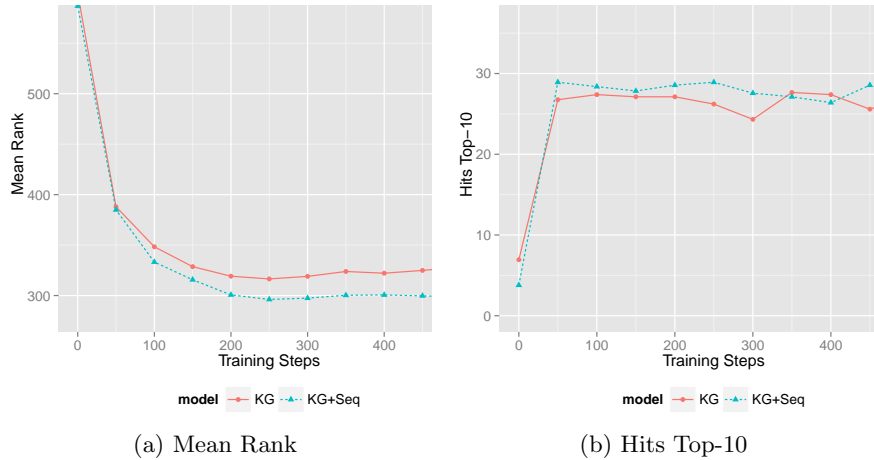 500
400
300
Mean Rank
0 100 200 300 400
Training Steps
model KG KG+Seq
(a) Mean Rank
30
20
10
0
Hits Top-10
0 100 200 300 400
Training Steps
model KG KG+Seq
(b) Hits Top-10